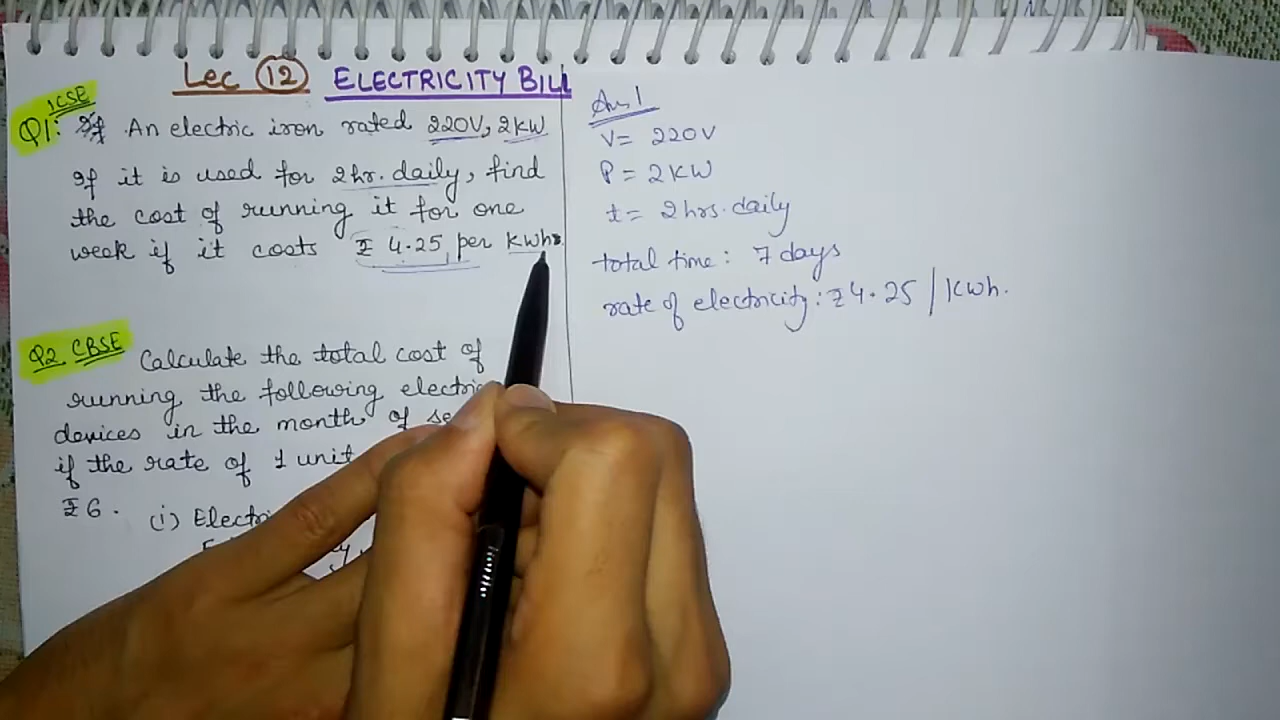 Lec 12 ELECTRICITY BILL
ICSE
Q1: An electric iron rated 220V, 2KW
If it is used for 2hr. daily, find
the cost of running it for one
week if it costs ₹ 4.25 per kwh.
Q2 CBSE Calculate the total cost of
running the following electric
devices in the month of
if the rate of 1 unit
₹6. (i)
Ans 1
V= 220V
P = 2KW
t= 2hrs. daily
total time: 7 days
rate of electricity: ₹4.25 / Kwh.